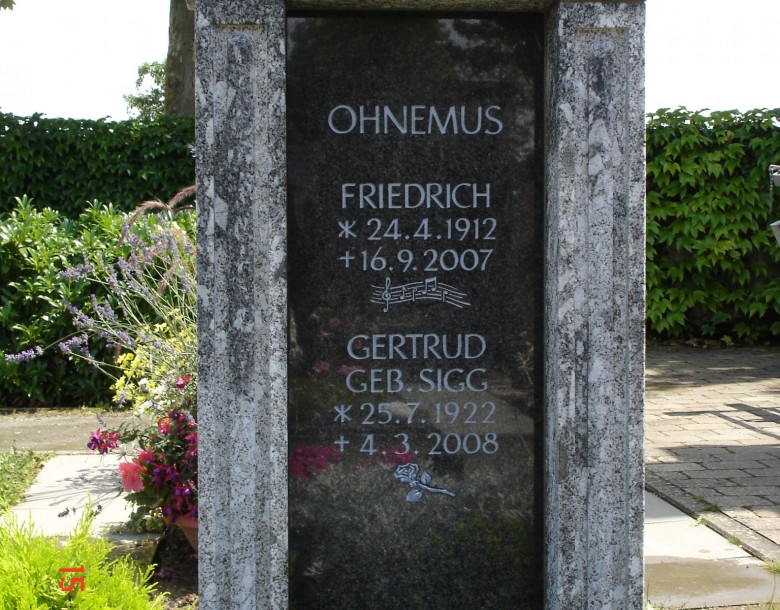 OHNEMUS
FRIEDRICH
* 24.4.1912
+ 16.9.2007
GERTRUD
GEB. SIGG
* 25.7.1922
+ 4.3.2008
15